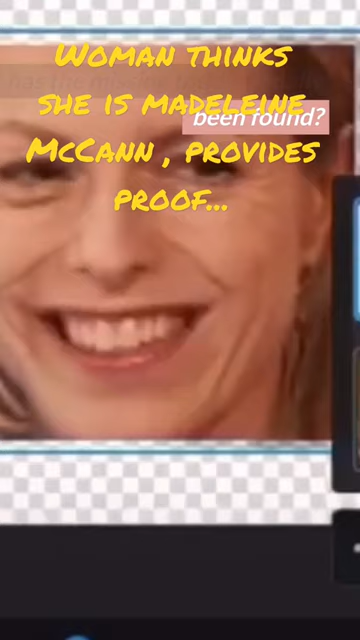 Woman thinks
she is madeleine
been found?
McCann, provides
proof...